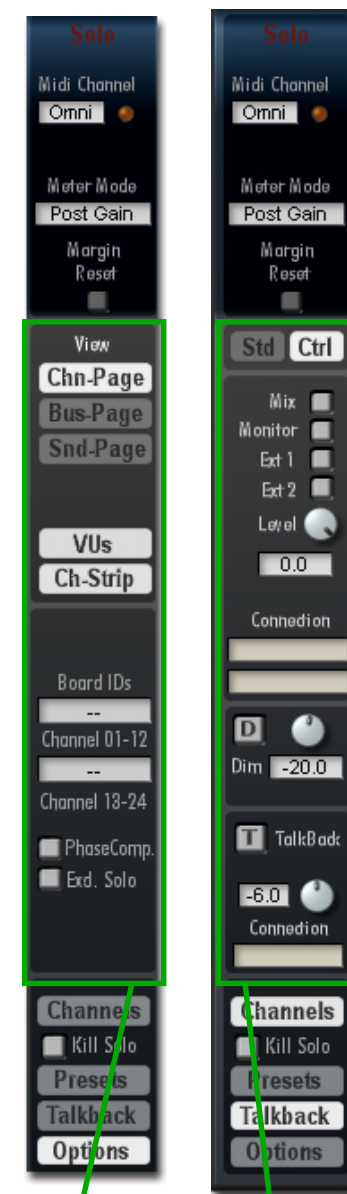 Solo
Midi Channel
Omni
Meter Mode
Post Gain
Margin
Reset
View
Chn-Page
Bus-Page
Snd-Page
VUs
Ch-Strip
Board IDs
--
Channel 01-12
--
Channel 13-24
PhaseComp.
Excl. Solo
Channels
Kill Solo
Presets
Talkback
Options
Solo
Midi Channel
Omni
Meter Mode
Post Gain
Margin
Reset
Std Ctrl
Mix
Monitor
Ext 1
Ext 2
Level
0.0
Connection
D
Dim -20.0
T TalkBack
-6.0
Connection
Channels
Kill Solo
Presets
Talkback
Options